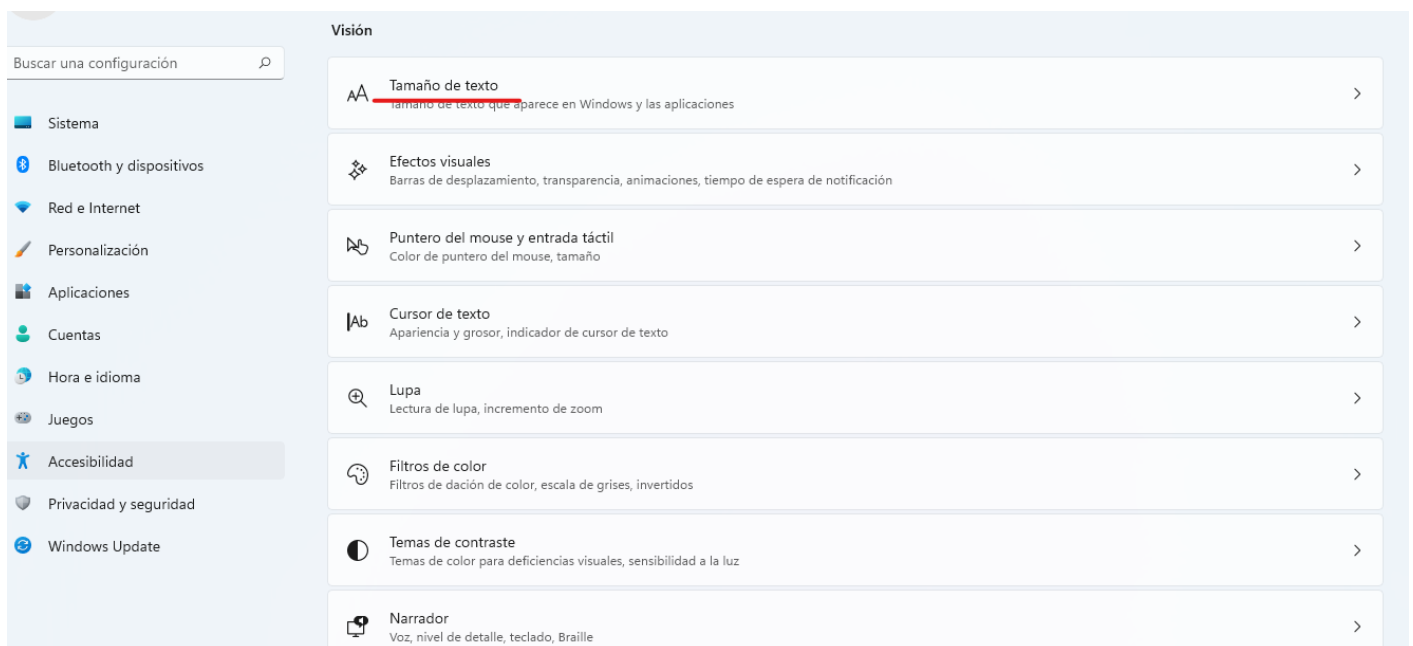 Buscar una configuración
Sistema
Bluetooth y dispositivos
Red e Internet
Personalización
Aplicaciones
Cuentas
Hora e idioma
Juegos
Accesibilidad
Privacidad y seguridad
Windows Update
Visión
Tamaño de texto
Tamaño de texto que aparece en Windows y las aplicaciones
Efectos visuales
Barras de desplazamiento, transparencia, animaciones, tiempo de espera de notificación
Puntero del mouse y entrada táctil
Color de puntero del mouse, tamaño
Cursor de texto
Apariencia y grosor, indicador de cursor de texto
Lupa
Lectura de lupa, incremento de zoom
Filtros de color
Filtros de dación de color, escala de grises, invertidos
Temas de contraste
Temas de color para deficiencias visuales, sensibilidad a la luz
Narrador
Voz, nivel de detalle, teclado, Braille